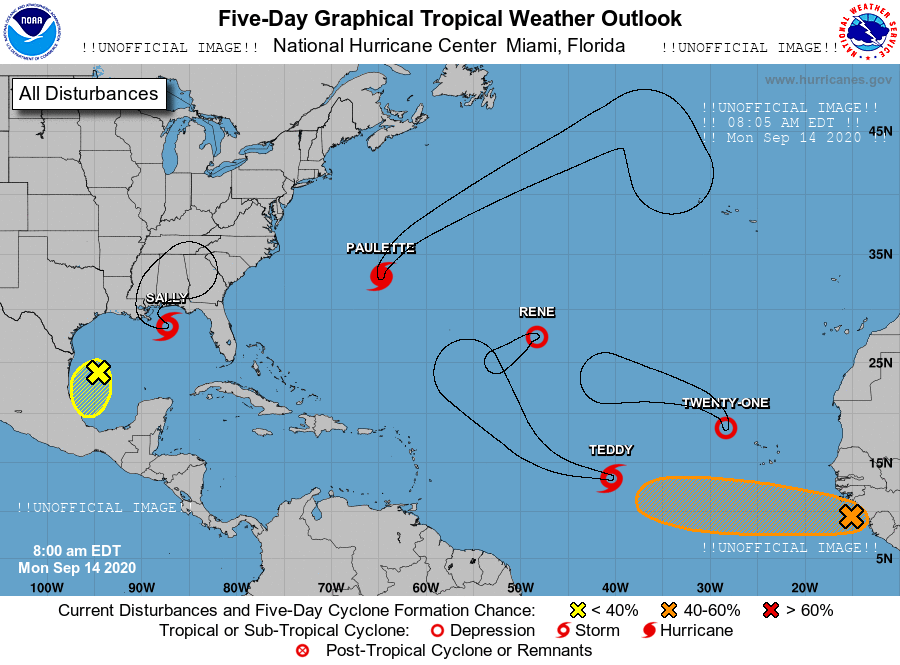 Five-Day Graphical Tropical Weather Outlook
!!UNOFFICIAL IMAGE!! National Hurricane Center Miami, Florida !!UNOFFICIAL IMAGE!!
NOAA
All Disturbances
www.hurricanes.gov
!!UNOFFICIAL IMAGE!!
!! 08:05 AM EDT !!
!! Mon Sep 14 2020 !!
45N
PAULETTE
35N
SALLY
RENE
25N
TWENTY-ONE
TEDDY
15N
!!UNOFFICIAL IMAGE!!
!!UNOFFICIAL IMAGE!!
8:00 am EDT
Mon Sep 14 2020
5N
100W 90W 80W 70W 60W 50W 40W 30W 20W
Current Disturbances and Five-Day Cyclone Formation Chance: < 40% 40-60% > 60%
Tropical or Sub-Tropical Cyclone: Depression Storm Hurricane
Post-Tropical Cyclone or Remnants